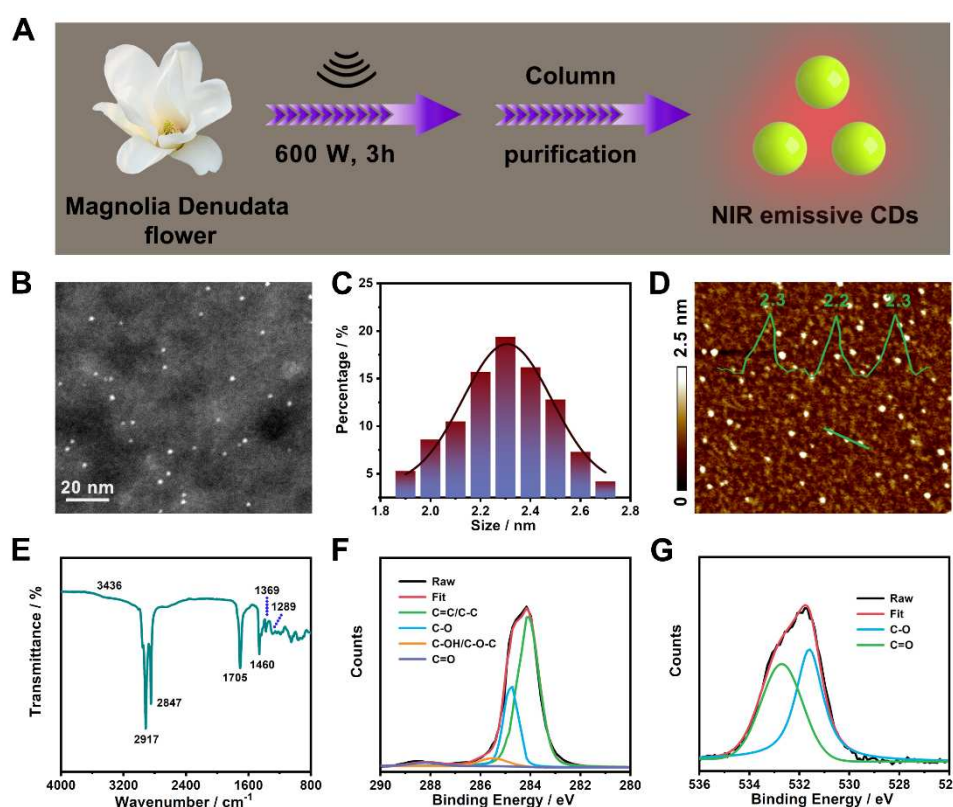 A
Magnolia Denudata
flower
600 W, 3h
Column
purification
NIR emissive CDs
B
20 nm
C
Percentage / %
25
20
15
10
5
1.8 2.0 2.2 2.4 2.6 2.8
Size / nm
D
2.5 nm
0
2.3 2.2 2.3
E
Transmittance / %
3436
2917
2847
1705
1460
1369
1289
4000 3200 2400 1600 800
Wavenumber / cm-1
F
Counts
Raw
Fit
C=C/C-C
C-O
C-OH/C-O-C
C=O
290 288 286 284 282 280
Binding Energy / eV
G
Counts
Raw
Fit
C-O
C=O
536 534 532 530 528
Binding Energy / eV